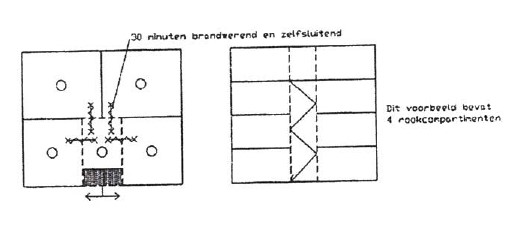 30 minuten brandwerend en zelfsluitend
Dit voorbeeld bevat
4 rookcompartimenten